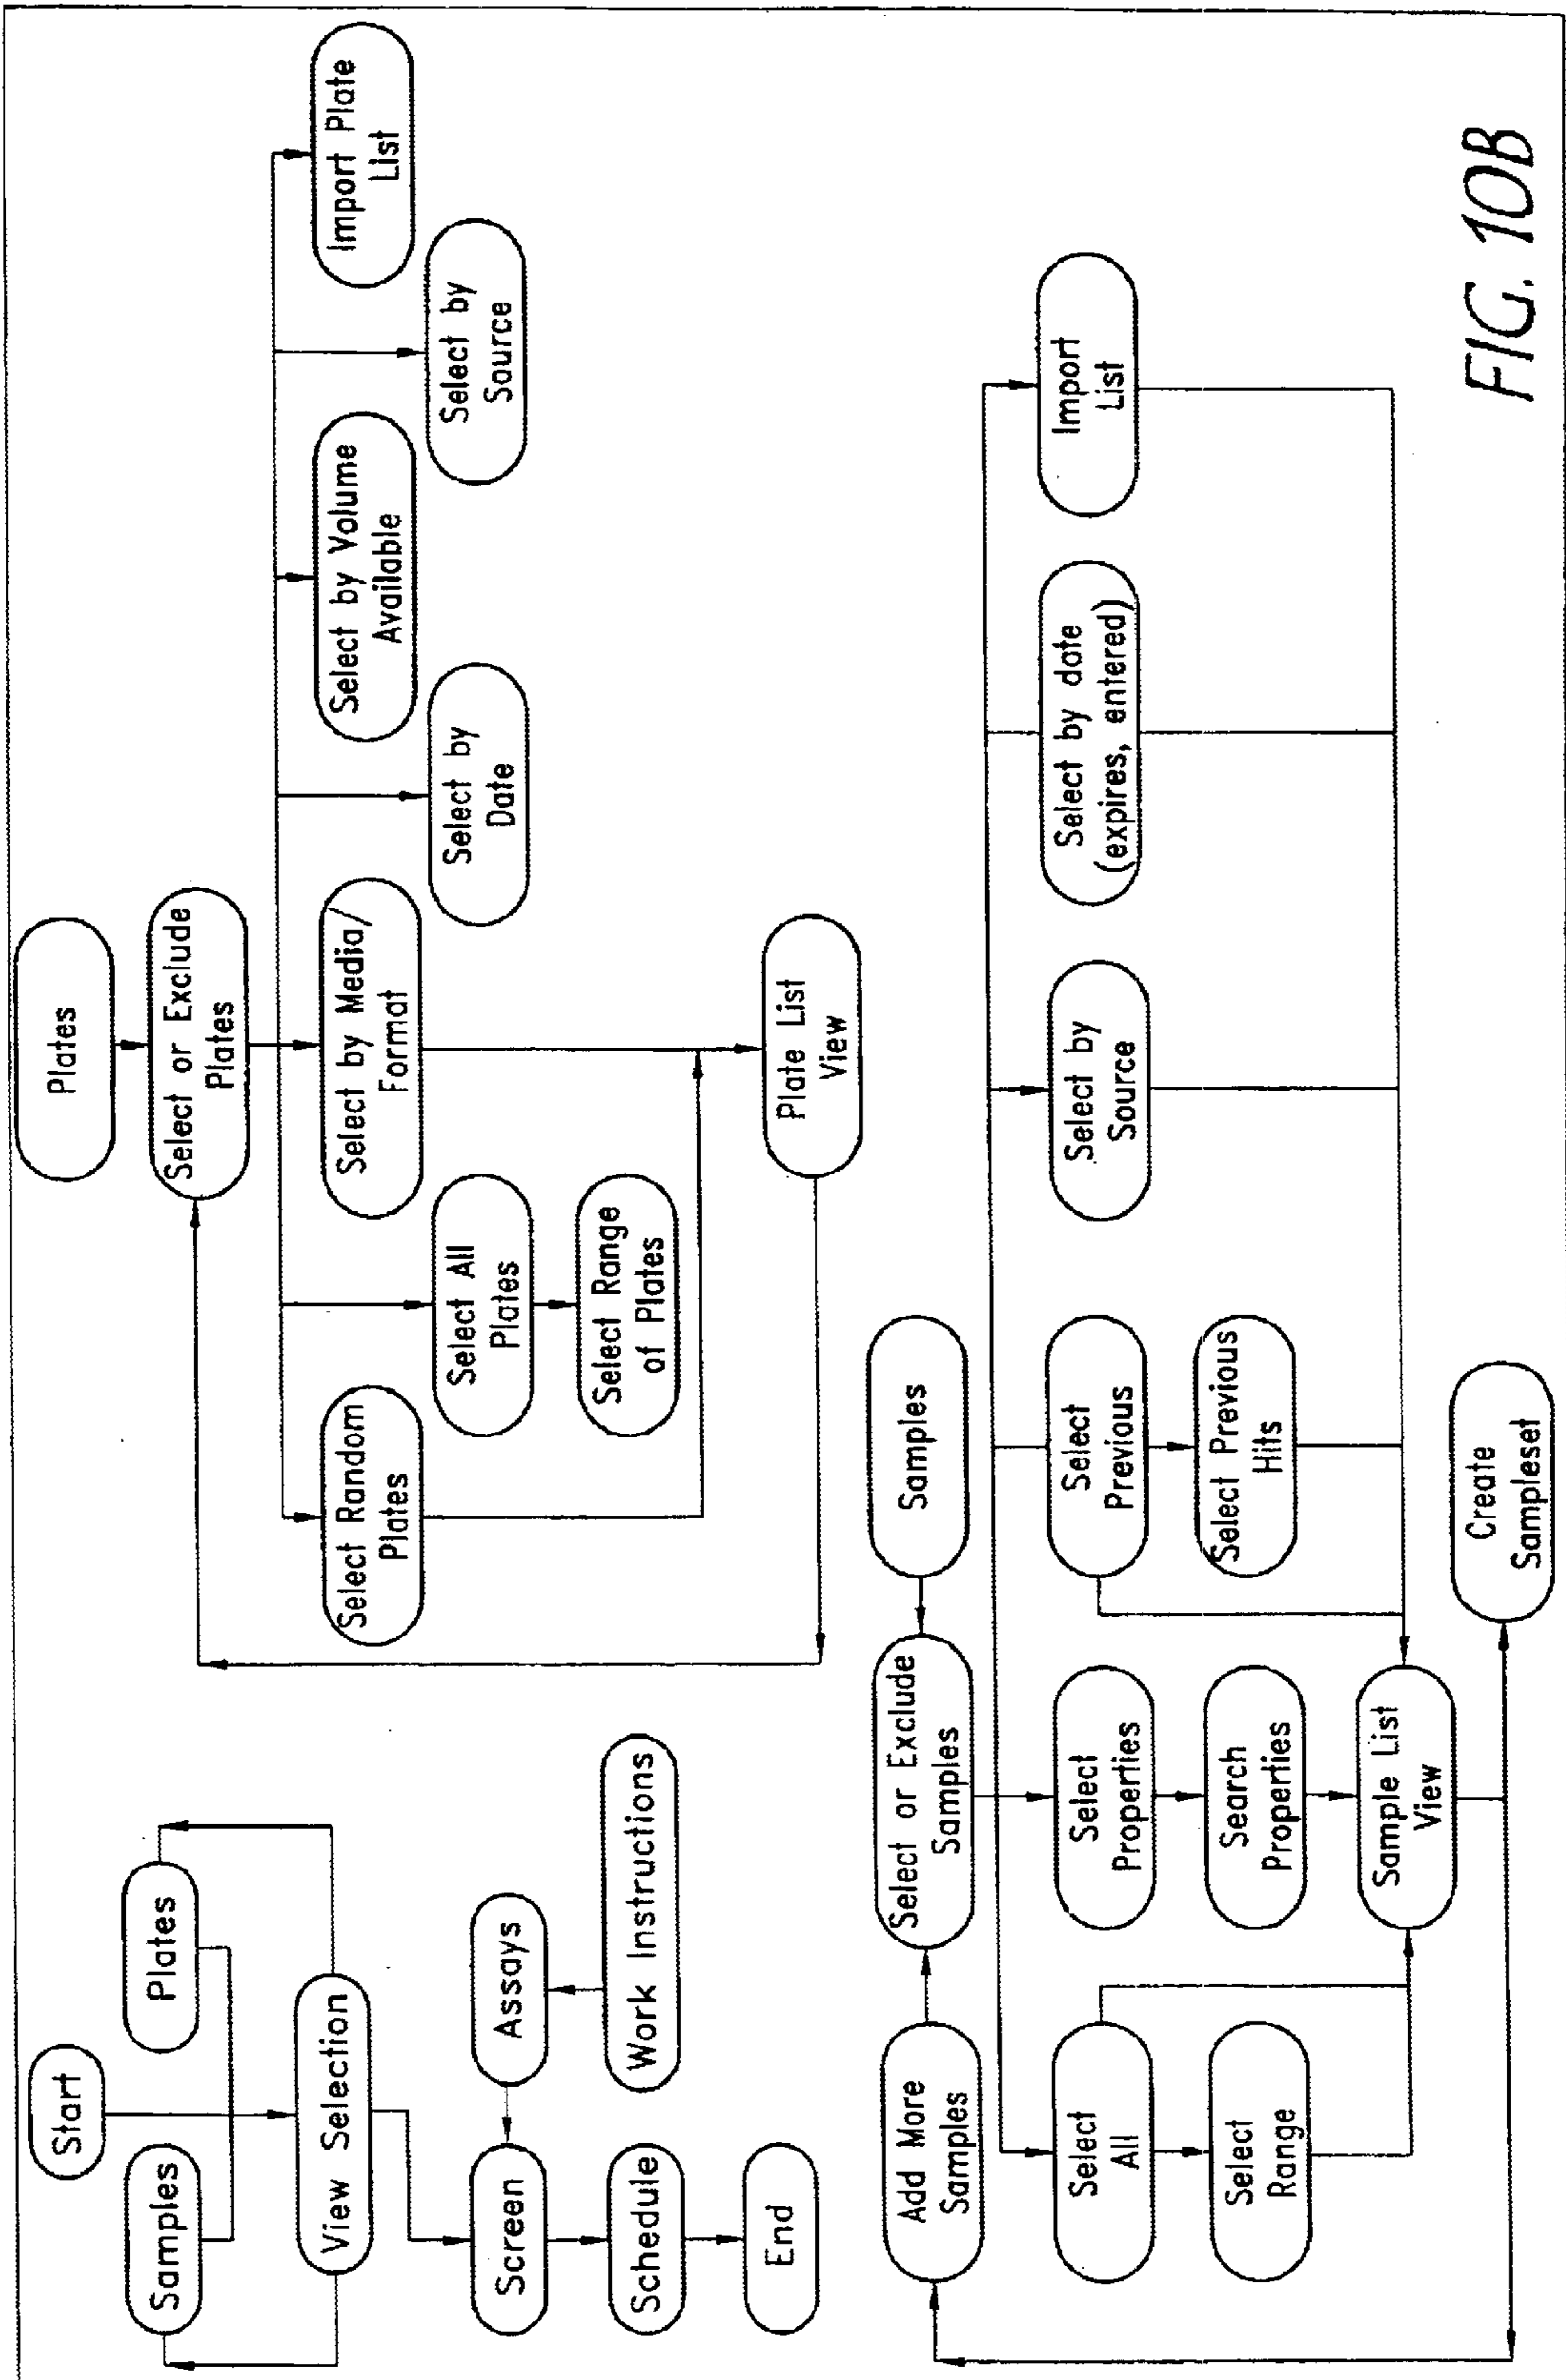 Start
Samples
Plates
View Selection
Screen
Assays
Schedule
Work Instructions
End
Plates
Select or Exclude
Plates
Select Random
Plates
Select by Media/
Format
Select by Volume
Available
Import Plate
List
Select All
Plates
Select by
Date
Select by
Source
Select Range
of Plates
Plate List
View
Add More
Samples
Select or Exclude
Samples
Samples
Select
All
Select
Properties
Select
Previous
Select by
Source
Select by date
(expires, entered)
Import
List
Select
Range
Search
Properties
Select Previous
Hits
Sample List
View
Create
Sampleset
FIG. 10B